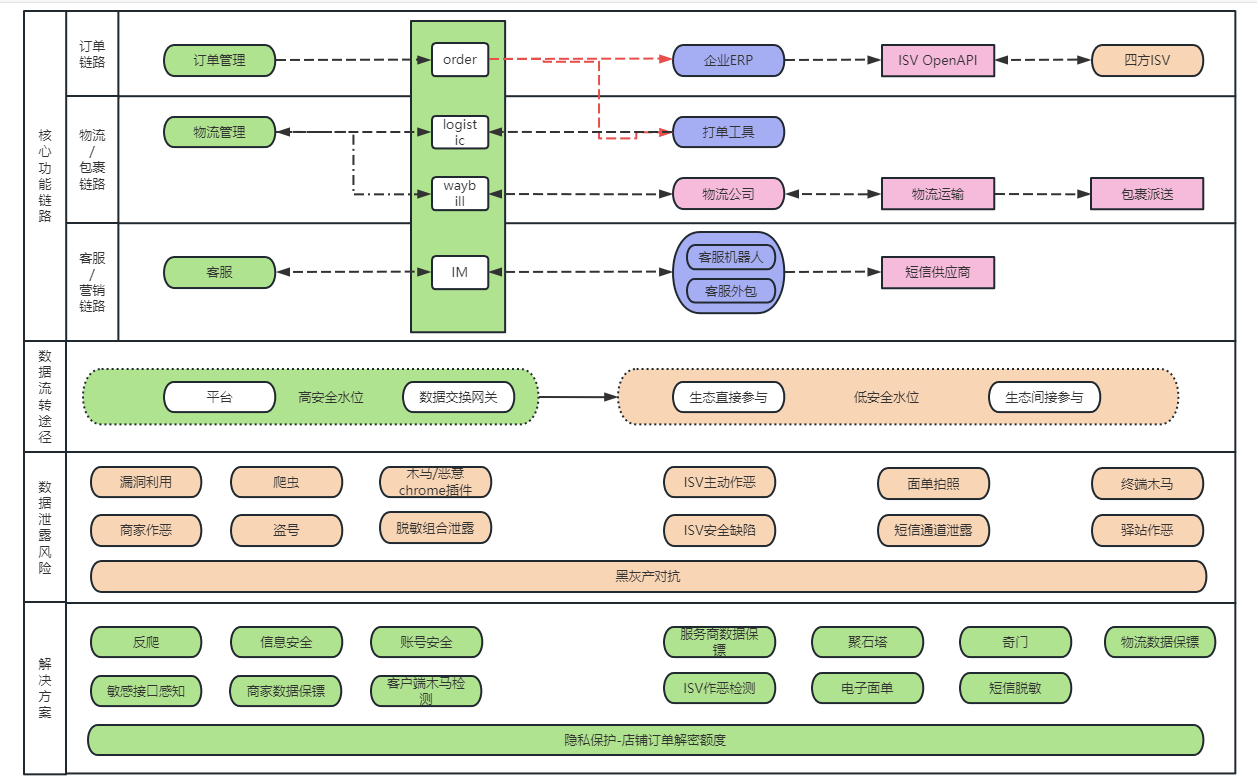 核心功能链路
订单
链路
订单管理
order
企业ERP
ISV OpenAPI
四方ISV
物流
/
包裹
链路
物流管理
logist
ic
打单工具
wayb
ill
物流公司
物流运输
包裹派送
客服
/
营销
链路
客服
IM
客服机器人
客服外包
短信供应商
数据流转途径
平台
高安全水位
数据交换网关
生态直接参与
低安全水位
生态间接参与
数据泄露风险
漏洞利用
爬虫
木马/恶意
chrome插件
ISV主动作恶
面单拍照
终端木马
商家作恶
盗号
脱敏组合泄露
ISV安全缺陷
短信通道泄露
驿站作恶
黑灰产对抗
解决方案
反爬
信息安全
账号安全
服务商数据保
镖
聚石塔
奇门
物流数据保镖
敏感接口感知
商家数据保镖
客户端木马检
测
ISV作恶检测
电子面单
短信脱敏
隐私保护-店铺订单解密额度